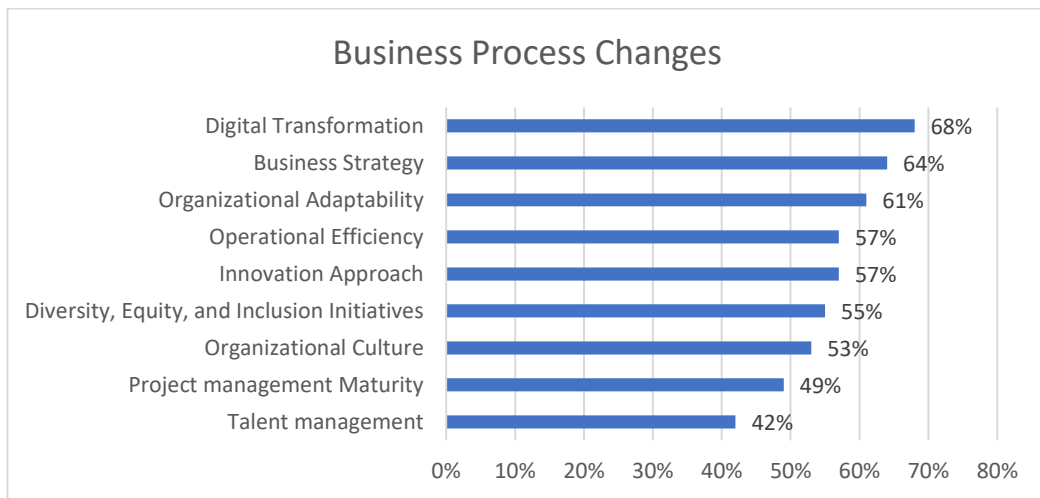 Business Process Changes
Digital Transformation 68%
Business Strategy 64%
Organizational Adaptability 61%
Operational Efficiency 57%
Innovation Approach 57%
Diversity, Equity, and Inclusion Initiatives 55%
Organizational Culture 53%
Project management Maturity 49%
Talent management 42%
0% 10% 20% 30% 40% 50% 60% 70% 80%